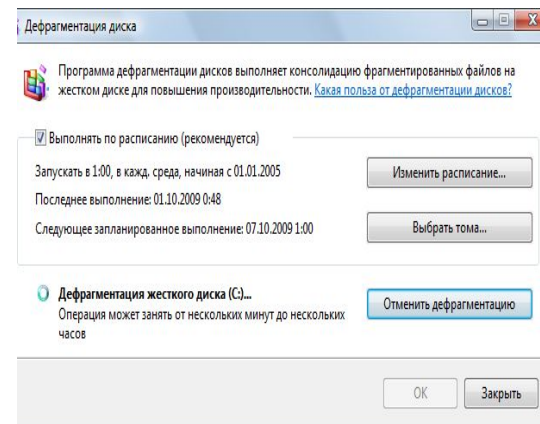 Дефрагментация диска
Программа дефрагментации дисков выполняет консолидацию фрагментированных файлов на
жестком диске для повышения производительности. Какая польза от дефрагментации дисков?
Выполнять по расписанию (рекомендуется)
Запускать в 1:00, в кажд. среда, начиная с 01.01.2005
Изменить расписание...
Последнее выполнение: 01.10.2009 0:48
Следующее запланированное выполнение: 07.10.2009 1:00
Выбрать тома...
Дефрагментация жесткого диска (C:)...
Операция может занять от нескольких минут до нескольких
часов
Отменить дефрагментацию
ОК
Закрыть